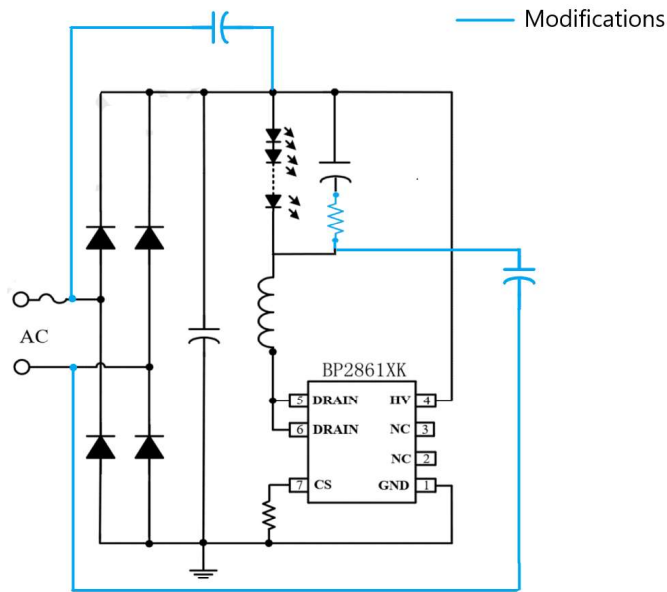 Modifications
AC
BP2861XK
5 DRAIN HV 4
6 DRAIN NC 3
NC 2
7 CS GND 1